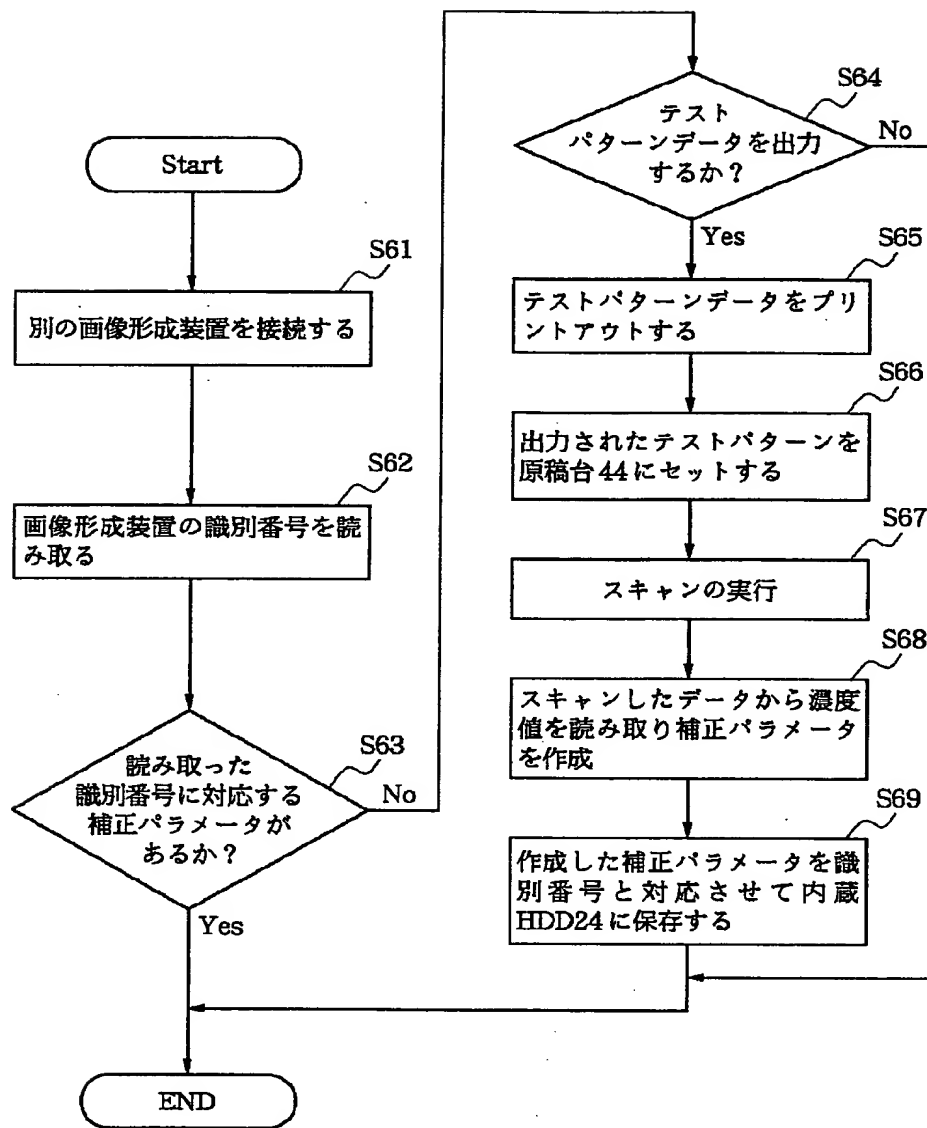 Start
S61
別の画像形成装置を接続する
S62
画像形成装置の識別番号を読
み取る
S63
読み取った
識別番号に対応する
補正パラメータが
あるか？
No
Yes
END
S64
テスト
パターンデータを出力
するか？
No
Yes
S65
テストパターンデータをプリ
ントアウトする
S66
出力されたテストパターンを
原稿台44にセットする
S67
スキャンの実行
S68
スキャンしたデータから濃度
値を読み取り補正パラメータ
を作成
S69
作成した補正パラメータを識
別番号と対応させて内蔵
HDD24に保存する